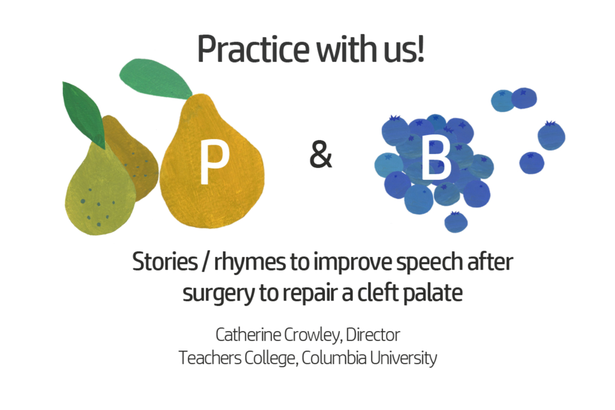 Practice with us!
P & B
Stories / rhymes to improve speech after
surgery to repair a cleft palate
Catherine Crowley, Director
Teachers College, Columbia University